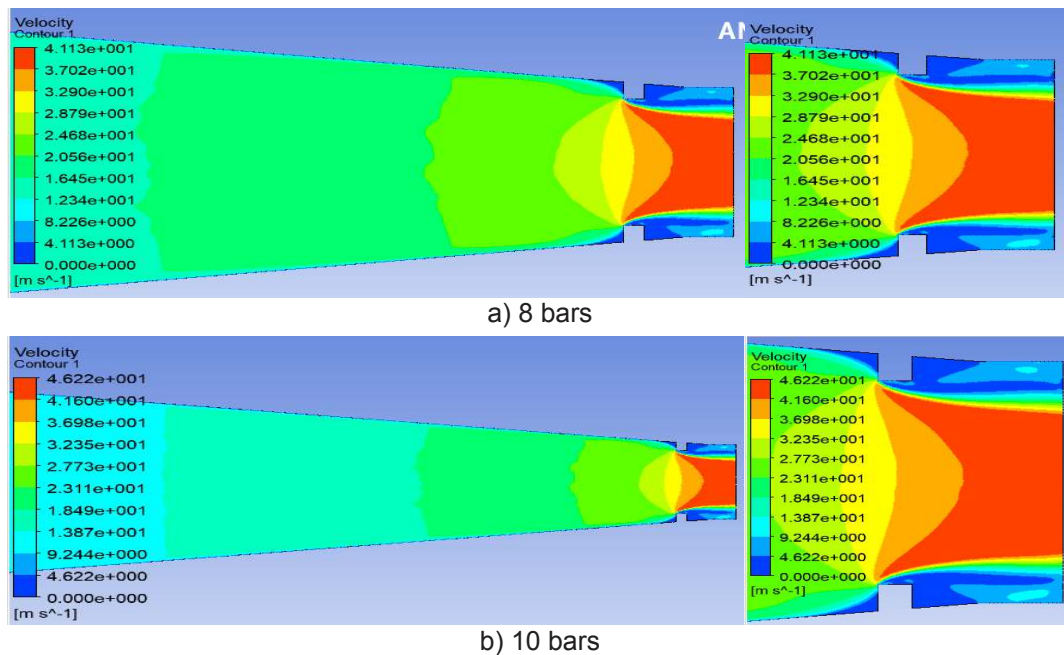 Velocity
Contour 1
4.113e+001
3.702e+001
3.290e+001
2.879e+001
2.468e+001
2.056e+001
1.645e+001
1.234e+001
8.226e+000
4.113e+000
0.000e+000
[m s^-1]
AN
Velocity
Contour 1
4.113e+001
3.702e+001
3.290e+001
2.879e+001
2.468e+001
2.056e+001
1.645e+001
1.234e+001
8.226e+000
4.113e+000
0.000e+000
[m s^-1]
a) 8 bars
Velocity
Contour 1
4.622e+001
4.160e+001
3.698e+001
3.235e+001
2.773e+001
2.311e+001
1.849e+001
1.387e+001
9.244e+000
4.622e+000
0.000e+000
[m s^-1]
Velocity
Contour 1
4.622e+001
4.160e+001
3.698e+001
3.235e+001
2.773e+001
2.311e+001
1.849e+001
1.387e+001
9.244e+000
4.622e+000
0.000e+000
[m s^-1]
b) 10 bars